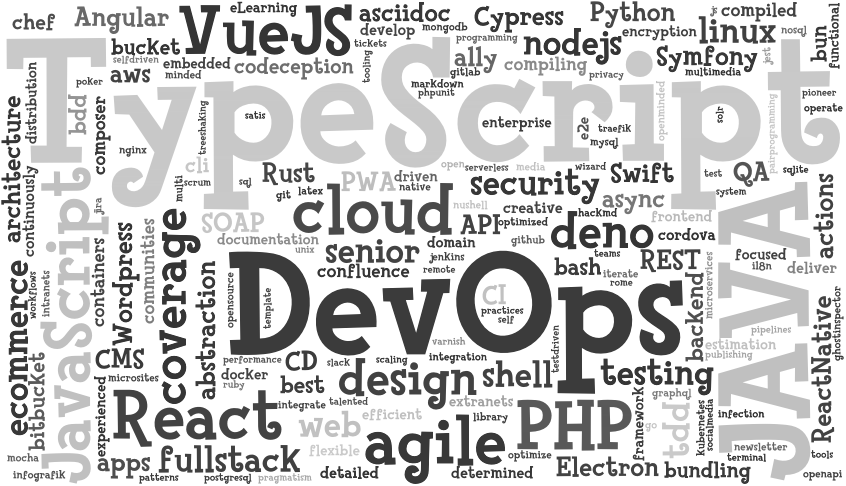 chef
Angular
eLearning
VueJS
asciidoc
develop
mongodb
tickets
Cypress
programming
Python
encryption
js
compiled
nosql
bucket
selfdriven
embedded
minded
codeception
tooling
ally
gitlab
compiling
nodejs
privacy
linux
Symfony
multimedia
jest
bun
functional
aws
poker
markdown
phpunit
TypeScript
pioneer
operate
architecture
distribution
continuously
bdd
composer
nginx
treeshaking
satis
enterprise
e2e
traefik
mysql
openminded
solr
pairprogramming
cli
multi
scrum
sql
Rust
git
latex
PWA
driven
native
open
serverless
media
wizard
security
Swift
test
QA
system
sqlite
JavaScript
jira
SOAP
cloud
nushell
API
creative
optimized
hackmd
async
frontend
actions
documentation
unix
senior
domain
github
deno
teams
cordova
containers
Wordpress
communities
coverage
confluence
jenkins
remote
bash
iterate
rome
REST
microservices
JAVA
focused
i18n
deliver
ecommerce
workflows
intranets
abstraction
opensource
template
DevOps
CI
practices
self
backend
pipelines
ReactNative
ghostinspector
bitbucket
CMS
microsites
performance
docker
ruby
CD
slack
scaling
varnish
integration
testdriven
estimation
publishing
best
design
shell
testing
experienced
React
integrate
talented
web
efficient
flexible
extranets
library
agile
PHP
optimize
framework
graphql
go
tdd
kubernetes
socialmedia
infection
mocha
infografik
apps
patterns
fullstack
postgresql
pragmatism
detailed
determined
Electron
bundling
newsletter
terminal
tools
openapi